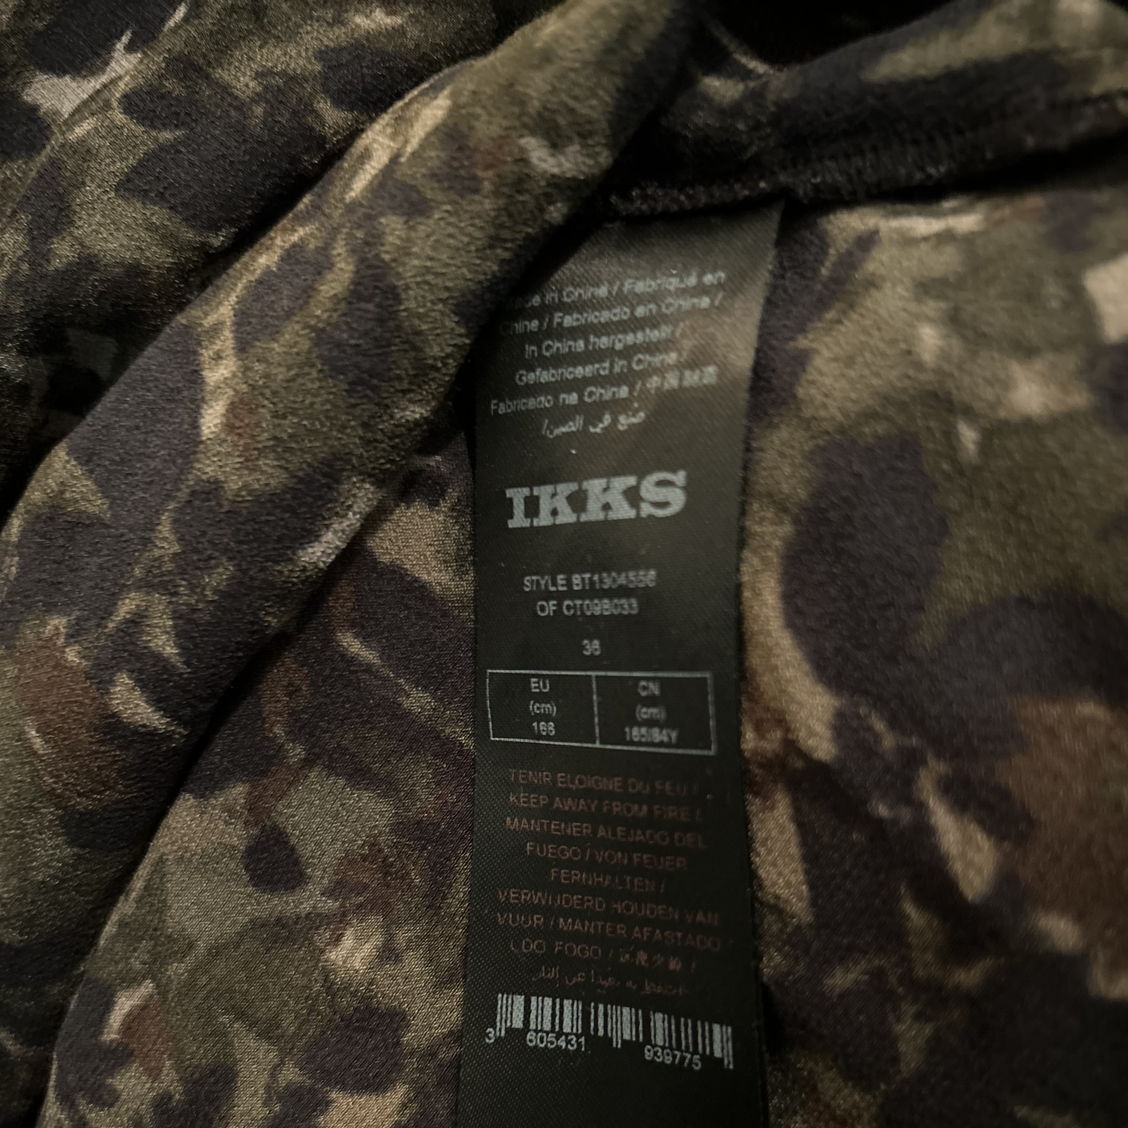 Made in China / Fabriqué en
Chine / Fabricado en China /
In China hergestellt /
Gefabriceerd in China /
Fabricado na China / 中国制造
صنع في الصين/
IKKS
STYLE BT1304556
OF CT09B033
36
EU
(cm)
166
CN
(cm)
165/84Y
TENIR ELOIGNE DU FEU /
KEEP AWAY FROM FIRE /
MANTENER ALEJADO DEL
FUEGO / VON FEUER
FERNHALTEN /
VERWIJDERD HOUDEN VAN
VUUR / MANTER AFASTADO
DO FOGO /
3 605431 939775